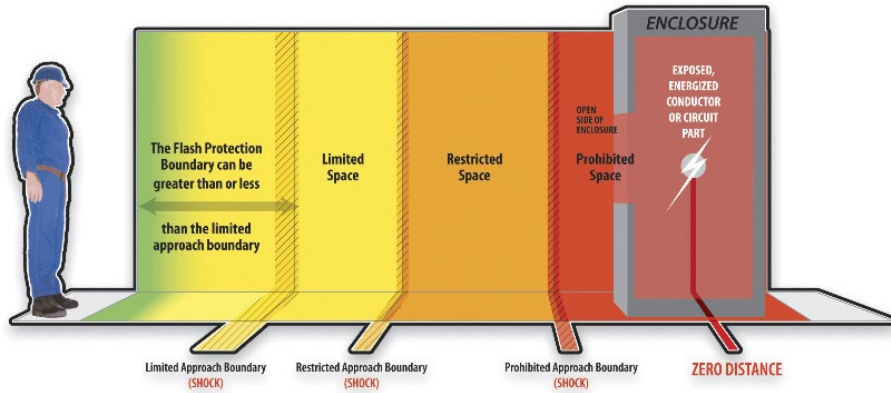 ENCLOSURE
EXPOSED,
ENERGIZED
CONDUCTOR
OR CIRCUIT
PART
OPEN
SIDE OF
ENCLOSURE
The Flash Protection
Boundary can be
greater than or less
than the limited
approach boundary
Limited
Space
Restricted
Space
Prohibited
Space
Limited Approach Boundary
(SHOCK)
Restricted Approach Boundary
(SHOCK)
Prohibited Approach Boundary
(SHOCK)
ZERO DISTANCE